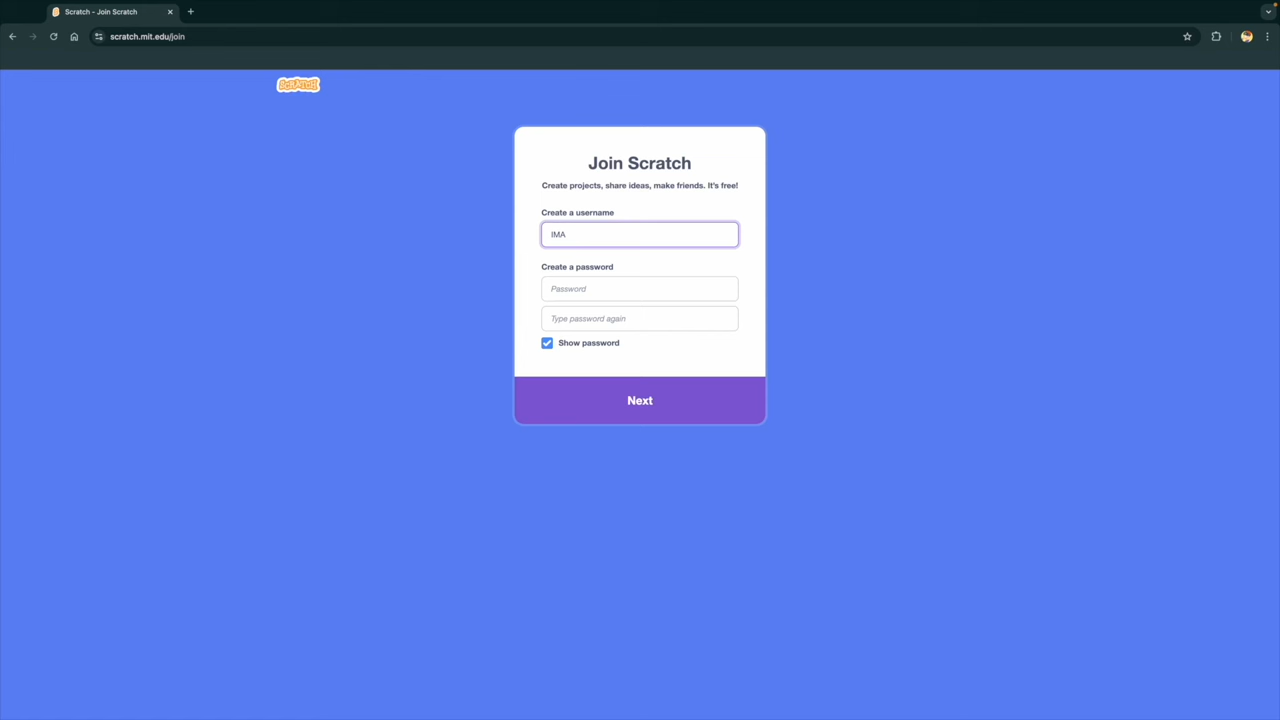 Scratch - Join Scratch
scratch.mit.edu/join
SCRATCH
Join Scratch
Create projects, share ideas, make friends. It's free!
Create a username
IMA
Create a password
Password
Type password again
Show password
Next